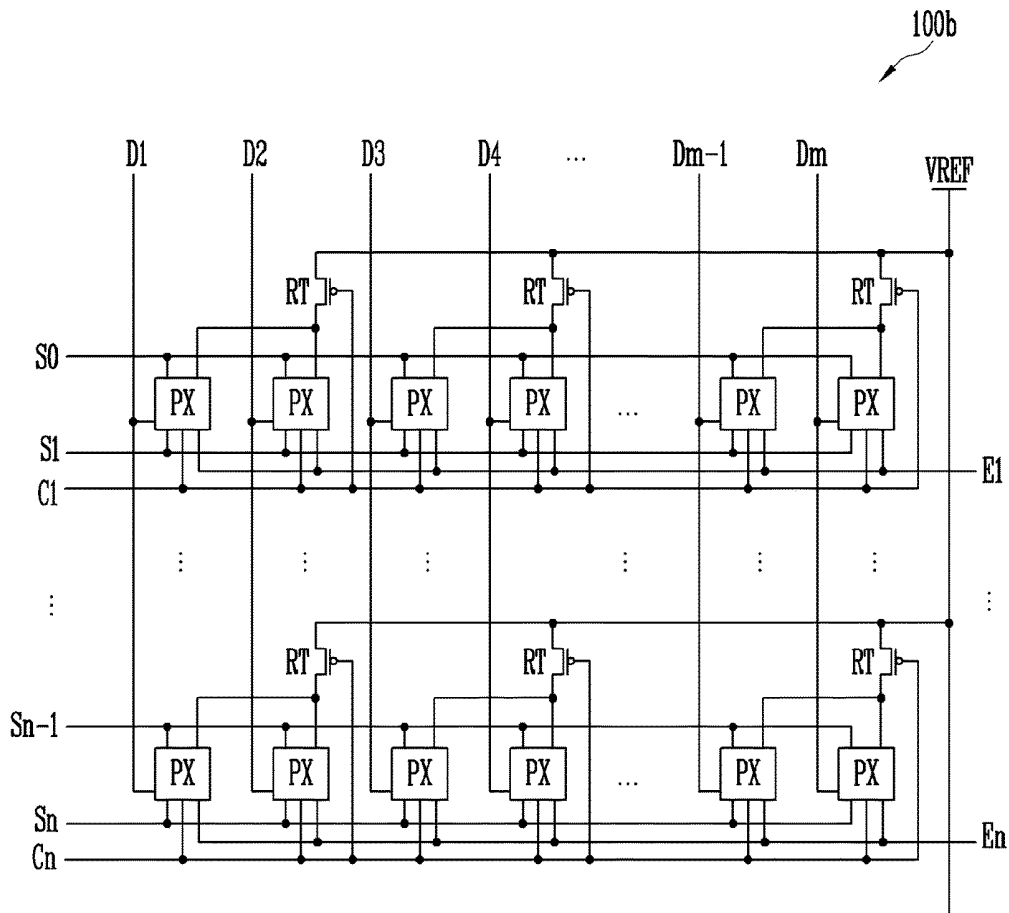 100b
D1 D2 D3 D4 ... Dm-1 Dm VREF
RT RT RT
S0
PX PX PX PX ... PX PX
S1
E1
C1
⋮ ⋮ ⋮ ⋮ ⋮ ⋮
⋮ ⋮
RT RT RT
Sn-1
PX PX PX PX ... PX PX
Sn
En
Cn